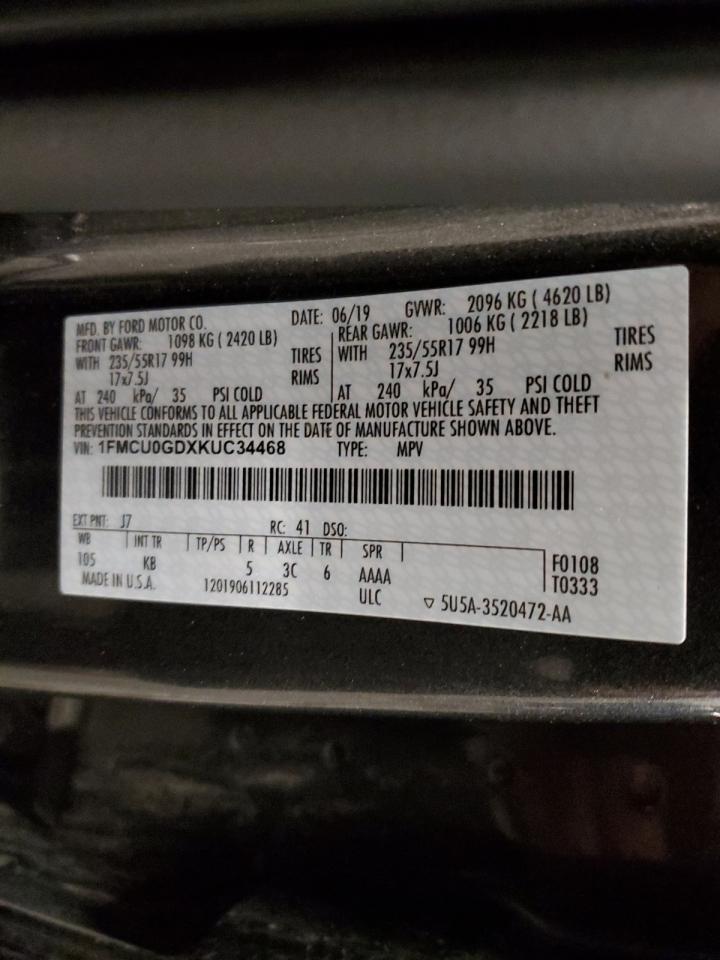 MFD. BY FORD MOTOR CO. DATE: 06/19 GVWR: 2096 KG ( 4620 LB)
FRONT GAWR: 1098 KG ( 2420 LB) REAR GAWR: 1006 KG ( 2218 LB)
WITH 235/55R17 99H TIRES WITH 235/55R17 99H TIRES
17x7.5J RIMS 17x7.5J RIMS
AT 240 kPa/ 35 PSI COLD AT 240 kPa/ 35 PSI COLD
THIS VEHICLE CONFORMS TO ALL APPLICABLE FEDERAL MOTOR VEHICLE SAFETY AND THEFT
PREVENTION STANDARDS IN EFFECT ON THE DATE OF MANUFACTURE SHOWN ABOVE.
VIN: 1FMCU0GDXKUC34468 TYPE: MPV
EXT PNT: J7 RC: 41 DSO:
WB INT TR TP/PS R AXLE TR SPR
105 KB 5 3C 6 AAAA F0108
MADE IN U.S.A. 1201906112285 ULC T0333
▽ 5U5A-3520472-AA